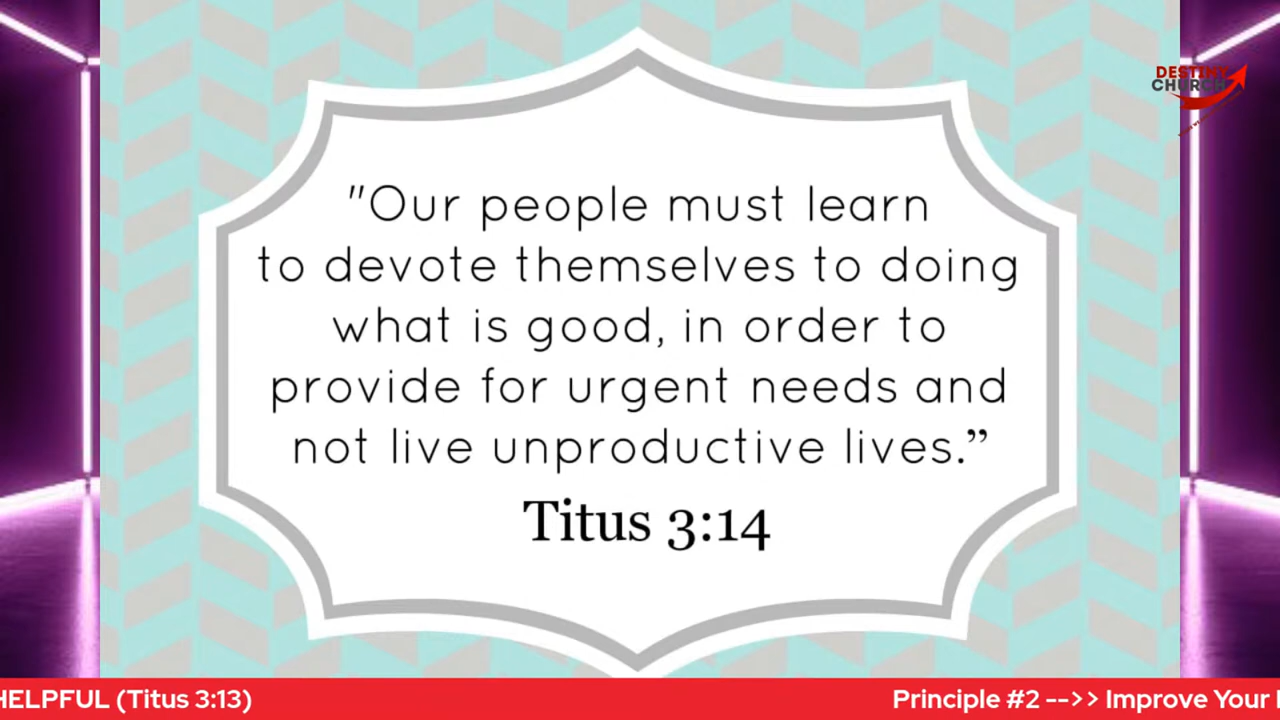 DESTINY
CHURCH
"Our people must learn
to devote themselves to doing
what is good, in order to
provide for urgent needs and
not live unproductive lives.”
Titus 3:14
HELPFUL (Titus 3:13)
Principle #2 -->> Improve Your